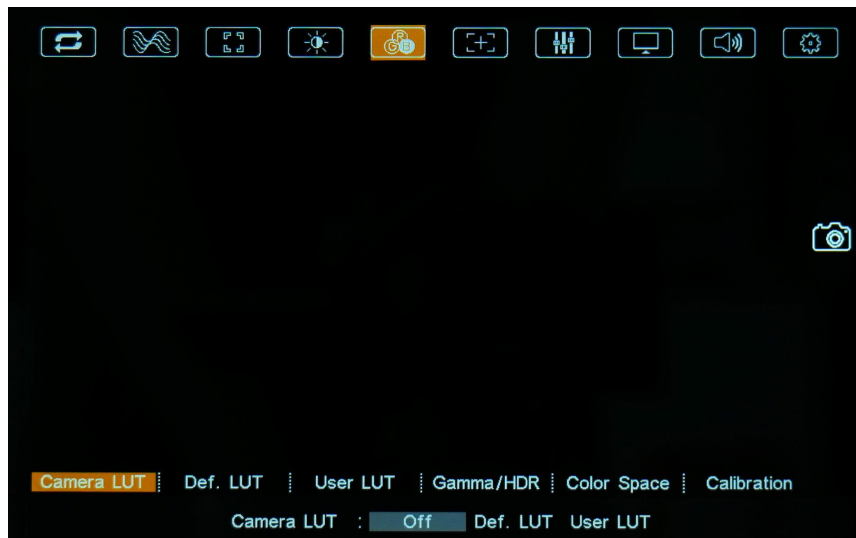 R
G B
Camera LUT Def. LUT User LUT Gamma/HDR Color Space Calibration
Camera LUT : Off Def. LUT User LUT